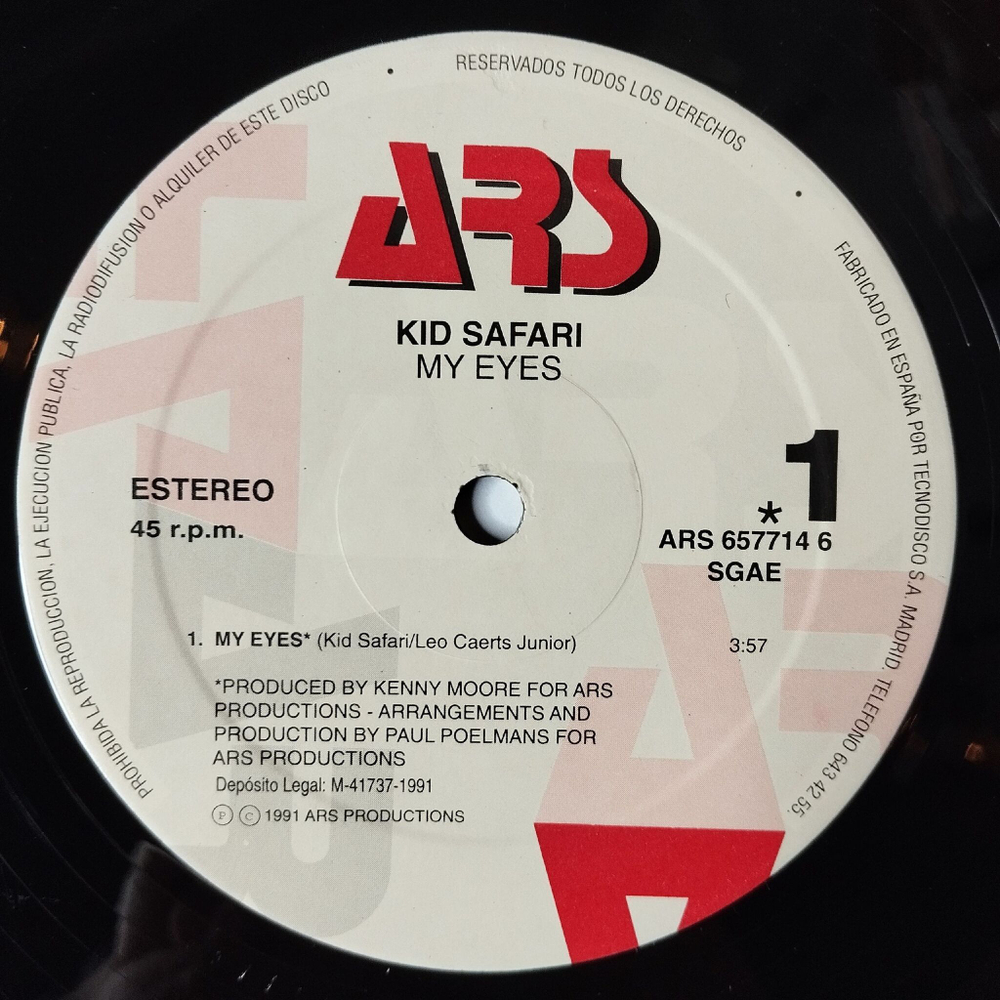 PROHIBIDA LA REPRODUCCION, LA EJECUCION PUBLICA, LA RADIODIFUSION O ALQUILER DE ESTE DISCO
• RESERVADOS TODOS LOS DERECHOS •
FABRICADO EN ESPAÑA POR TECNODISCO S.A. MADRID. TELEFONO 643 42 55.
ARS
KID SAFARI
MY EYES
ESTEREO
45 r.p.m.
1
*
ARS 657714 6
SGAE
1. MY EYES* (Kid Safari/Leo Caerts Junior) 3:57
*PRODUCED BY KENNY MOORE FOR ARS
PRODUCTIONS - ARRANGEMENTS AND
PRODUCTION BY PAUL POELMANS FOR
ARS PRODUCTIONS
Depósito Legal: M-41737-1991
Ⓟ Ⓒ 1991 ARS PRODUCTIONS